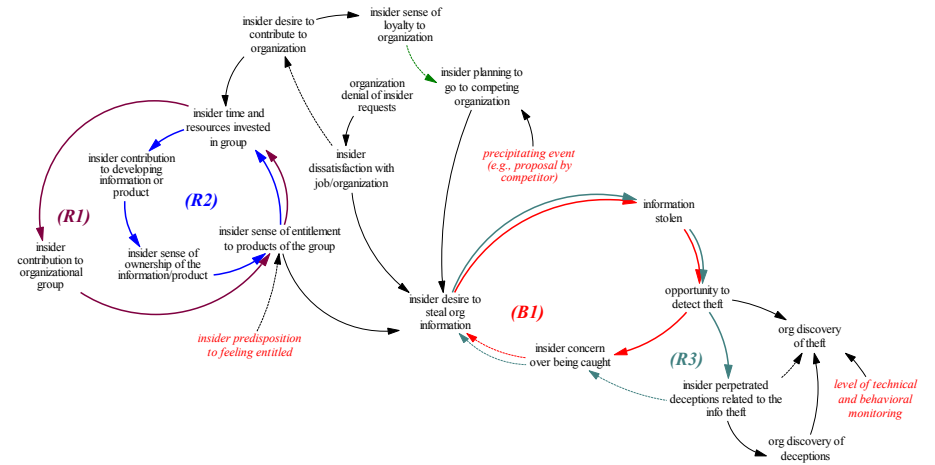 insider desire to
contribute to
organization
insider sense of
loyalty to
organization
insider planning to
go to competing
organization
organization
denial of insider
requests
insider time and
resources invested
in group
insider
dissatisfaction with
job/organization
precipitating event
(e.g., proposal by
competitor)
insider contribution
to developing
information or
product
(R2)
(R1)
information
stolen
insider sense of entitlement
to products of the group
insider
contribution to
organizational
group
insider sense of
ownership of the
information/product
insider desire to
steal org
information
(B1)
opportunity to
detect theft
insider predisposition
to feeling entitled
org discovery
of theft
insider concern
over being caught
(R3)
insider perpetrated
deceptions related to the
info theft
level of technical
and behavioral
monitoring
org discovery of
deceptions